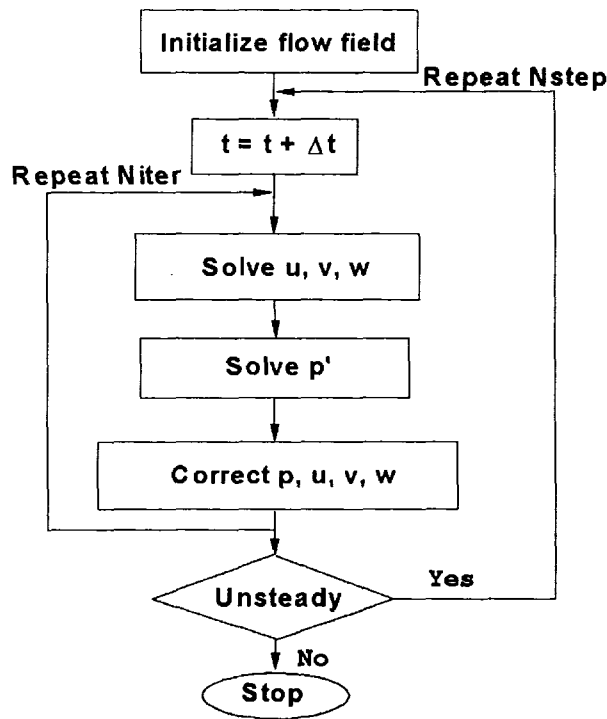 Initialize flow field
Repeat Nstep
t = t + Δt
Repeat Niter
Solve u, v, w
Solve p'
Correct p, u, v, w
Unsteady
Yes
No
Stop